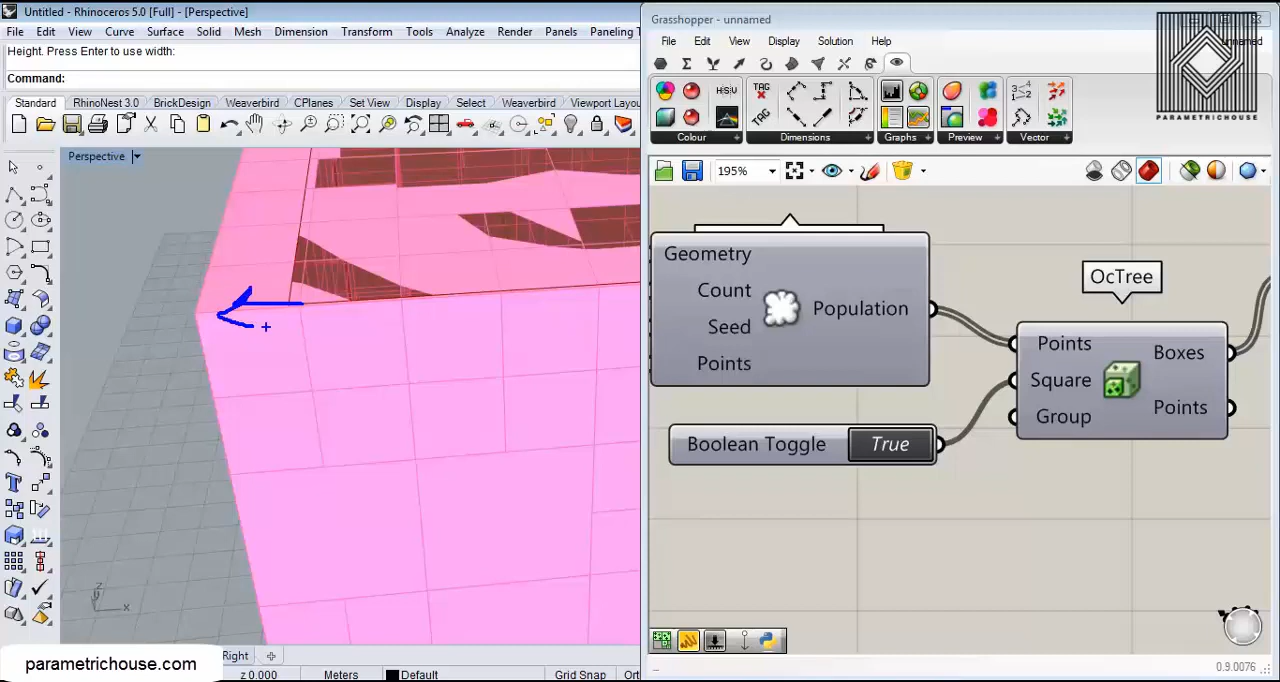 Untitled - Rhinoceros 5.0 [Full] - [Perspective]
File Edit View Curve Surface Solid Mesh Dimension Transform Tools Analyze Render Panels Paneling T
Height. Press Enter to use width:
Command:
Standard RhinoNest 3.0 BrickDesign Weaverbird CPlanes Set View Display Select Weaverbird Viewport Layou
Perspective
z
y
x
parametrichouse.com
Right
z 0.000 Meters Default Grid Snap Ort
Grasshopper - unnamed
File Edit View Display Solution Help
unnamed
PARAMETRICHOUSE
Colour Dimensions Graphs Preview Vector
195%
Geometry
Count
Seed
Points
Population
Boolean Toggle True
OcTree
Points
Square
Group
Boxes
Points
0.9.0076